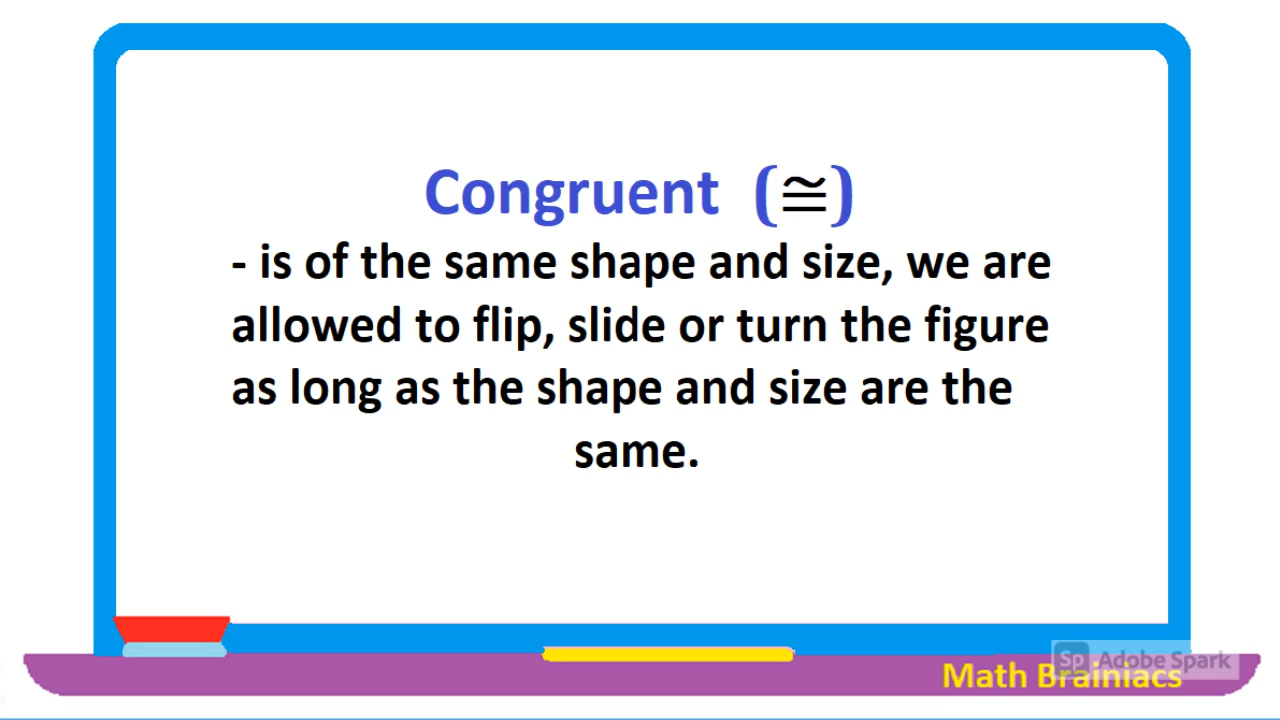 Congruent (≅)
- is of the same shape and size, we are
allowed to flip, slide or turn the figure
as long as the shape and size are the
same.
Sp Adobe Spark
Math Brainiacs